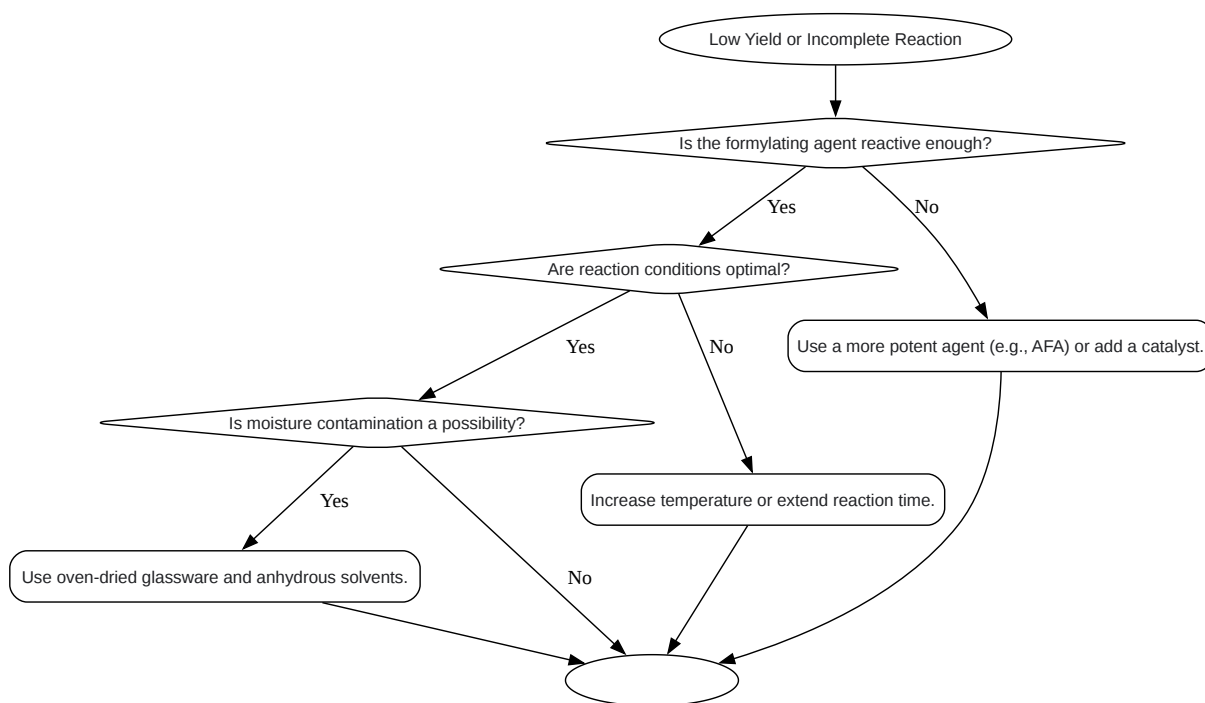 Low Yield or Incomplete Reaction
Is the formylating agent reactive enough?
Yes
No
Are reaction conditions optimal?
Use a more potent agent (e.g., AFA) or add a catalyst.
Yes
No
Is moisture contamination a possibility?
Yes
Increase temperature or extend reaction time.
Use oven-dried glassware and anhydrous solvents.
No